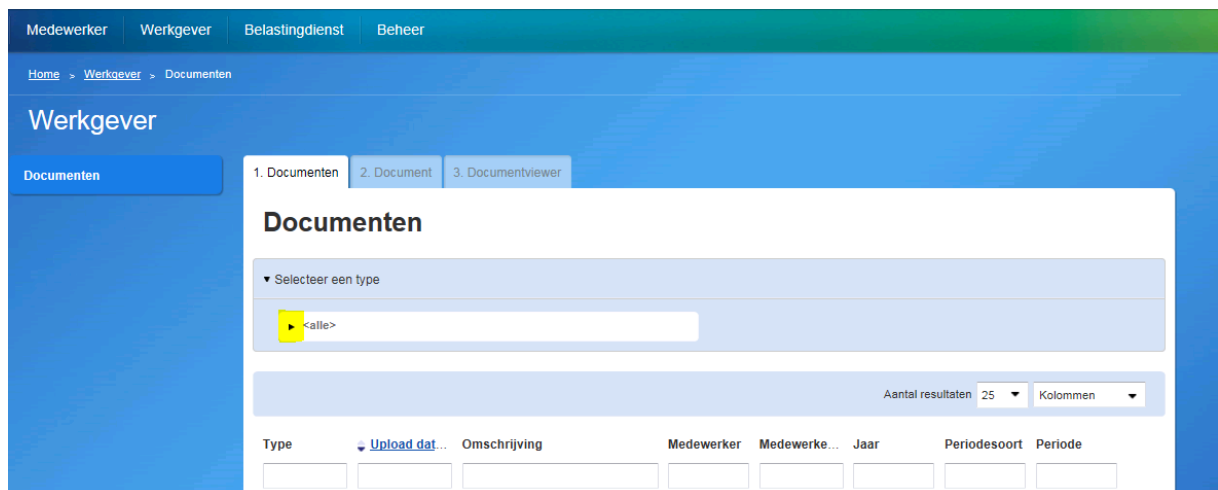 Medewerker Werkgever Belastingdienst Beheer
Home > Werkgever > Documenten
Werkgever
Documenten
1. Documenten 2. Document 3. Documentviewer
Documenten
Selecteer een type
<alle>
Aantal resultaten 25 Kolommen
Type Upload dat... Omschrijving Medewerker Medewerke... Jaar Periodesoort Periode